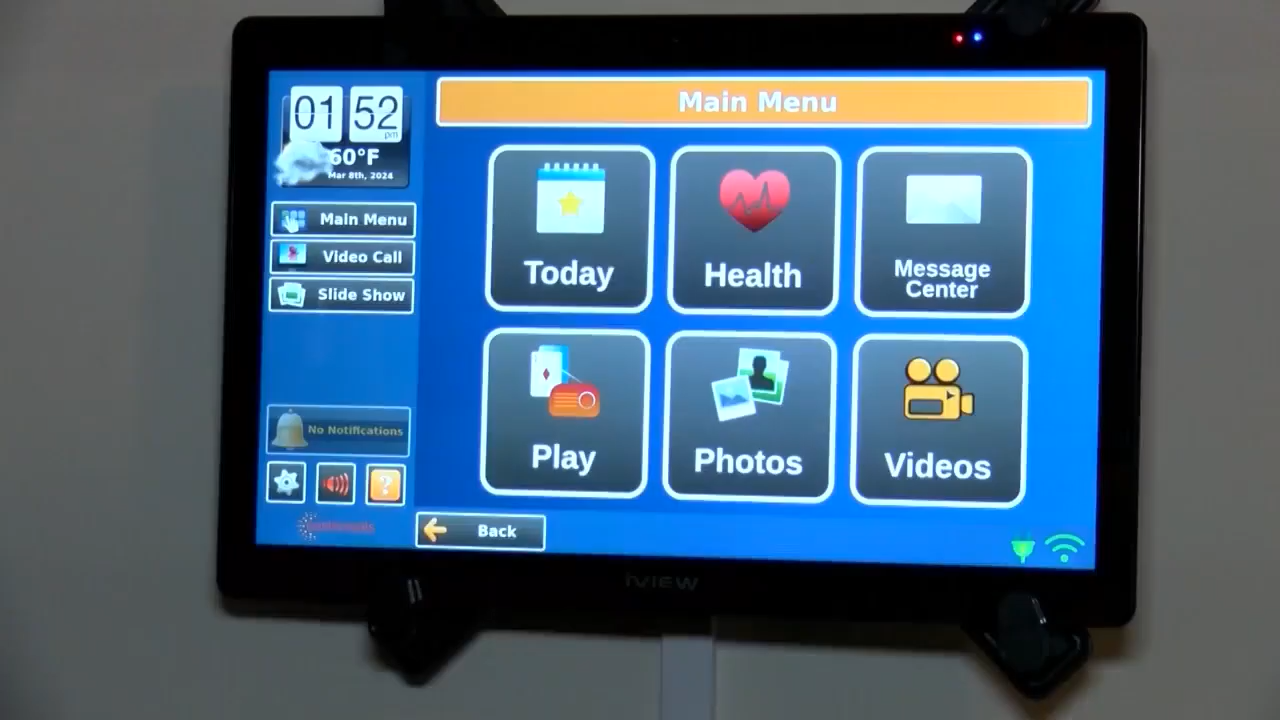 01 52
pm
60°F
Mar 8th, 2024
Main Menu
Video Call
Slide Show
No Notifications
?
Main Menu
Today
Health
Message
Center
Play
Photos
Videos
Back
iVIEW